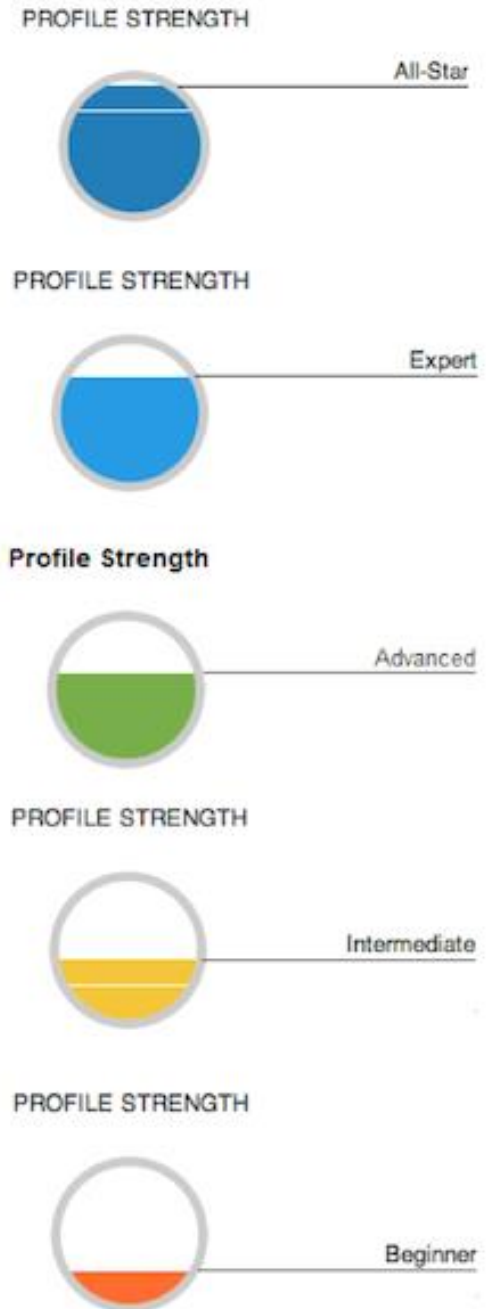 PROFILE STRENGTH
All-Star
PROFILE STRENGTH
Expert
Profile Strength
Advanced
PROFILE STRENGTH
Intermediate
PROFILE STRENGTH
Beginner